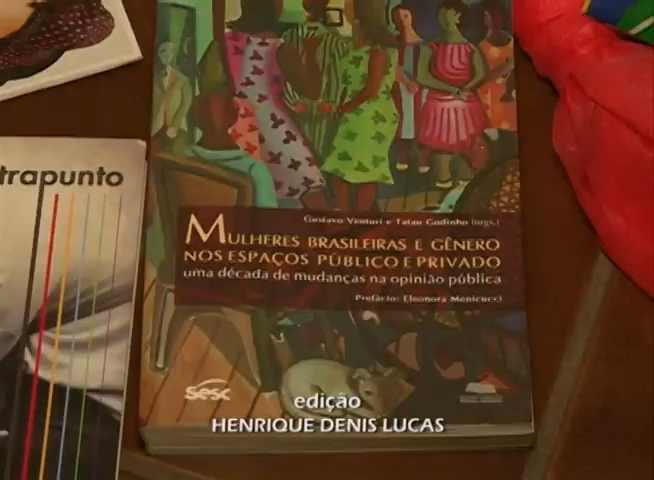 trapunto
Gustavo Venturi e Tatau Godinho (orgs.)
MULHERES BRASILEIRAS E GÊNERO
NOS ESPAÇOS PÚBLICO E PRIVADO
uma década de mudanças na opinião pública
Prefácio: Eleonora Menicucci
Sesc
edição
HENRIQUE DENIS LUCAS